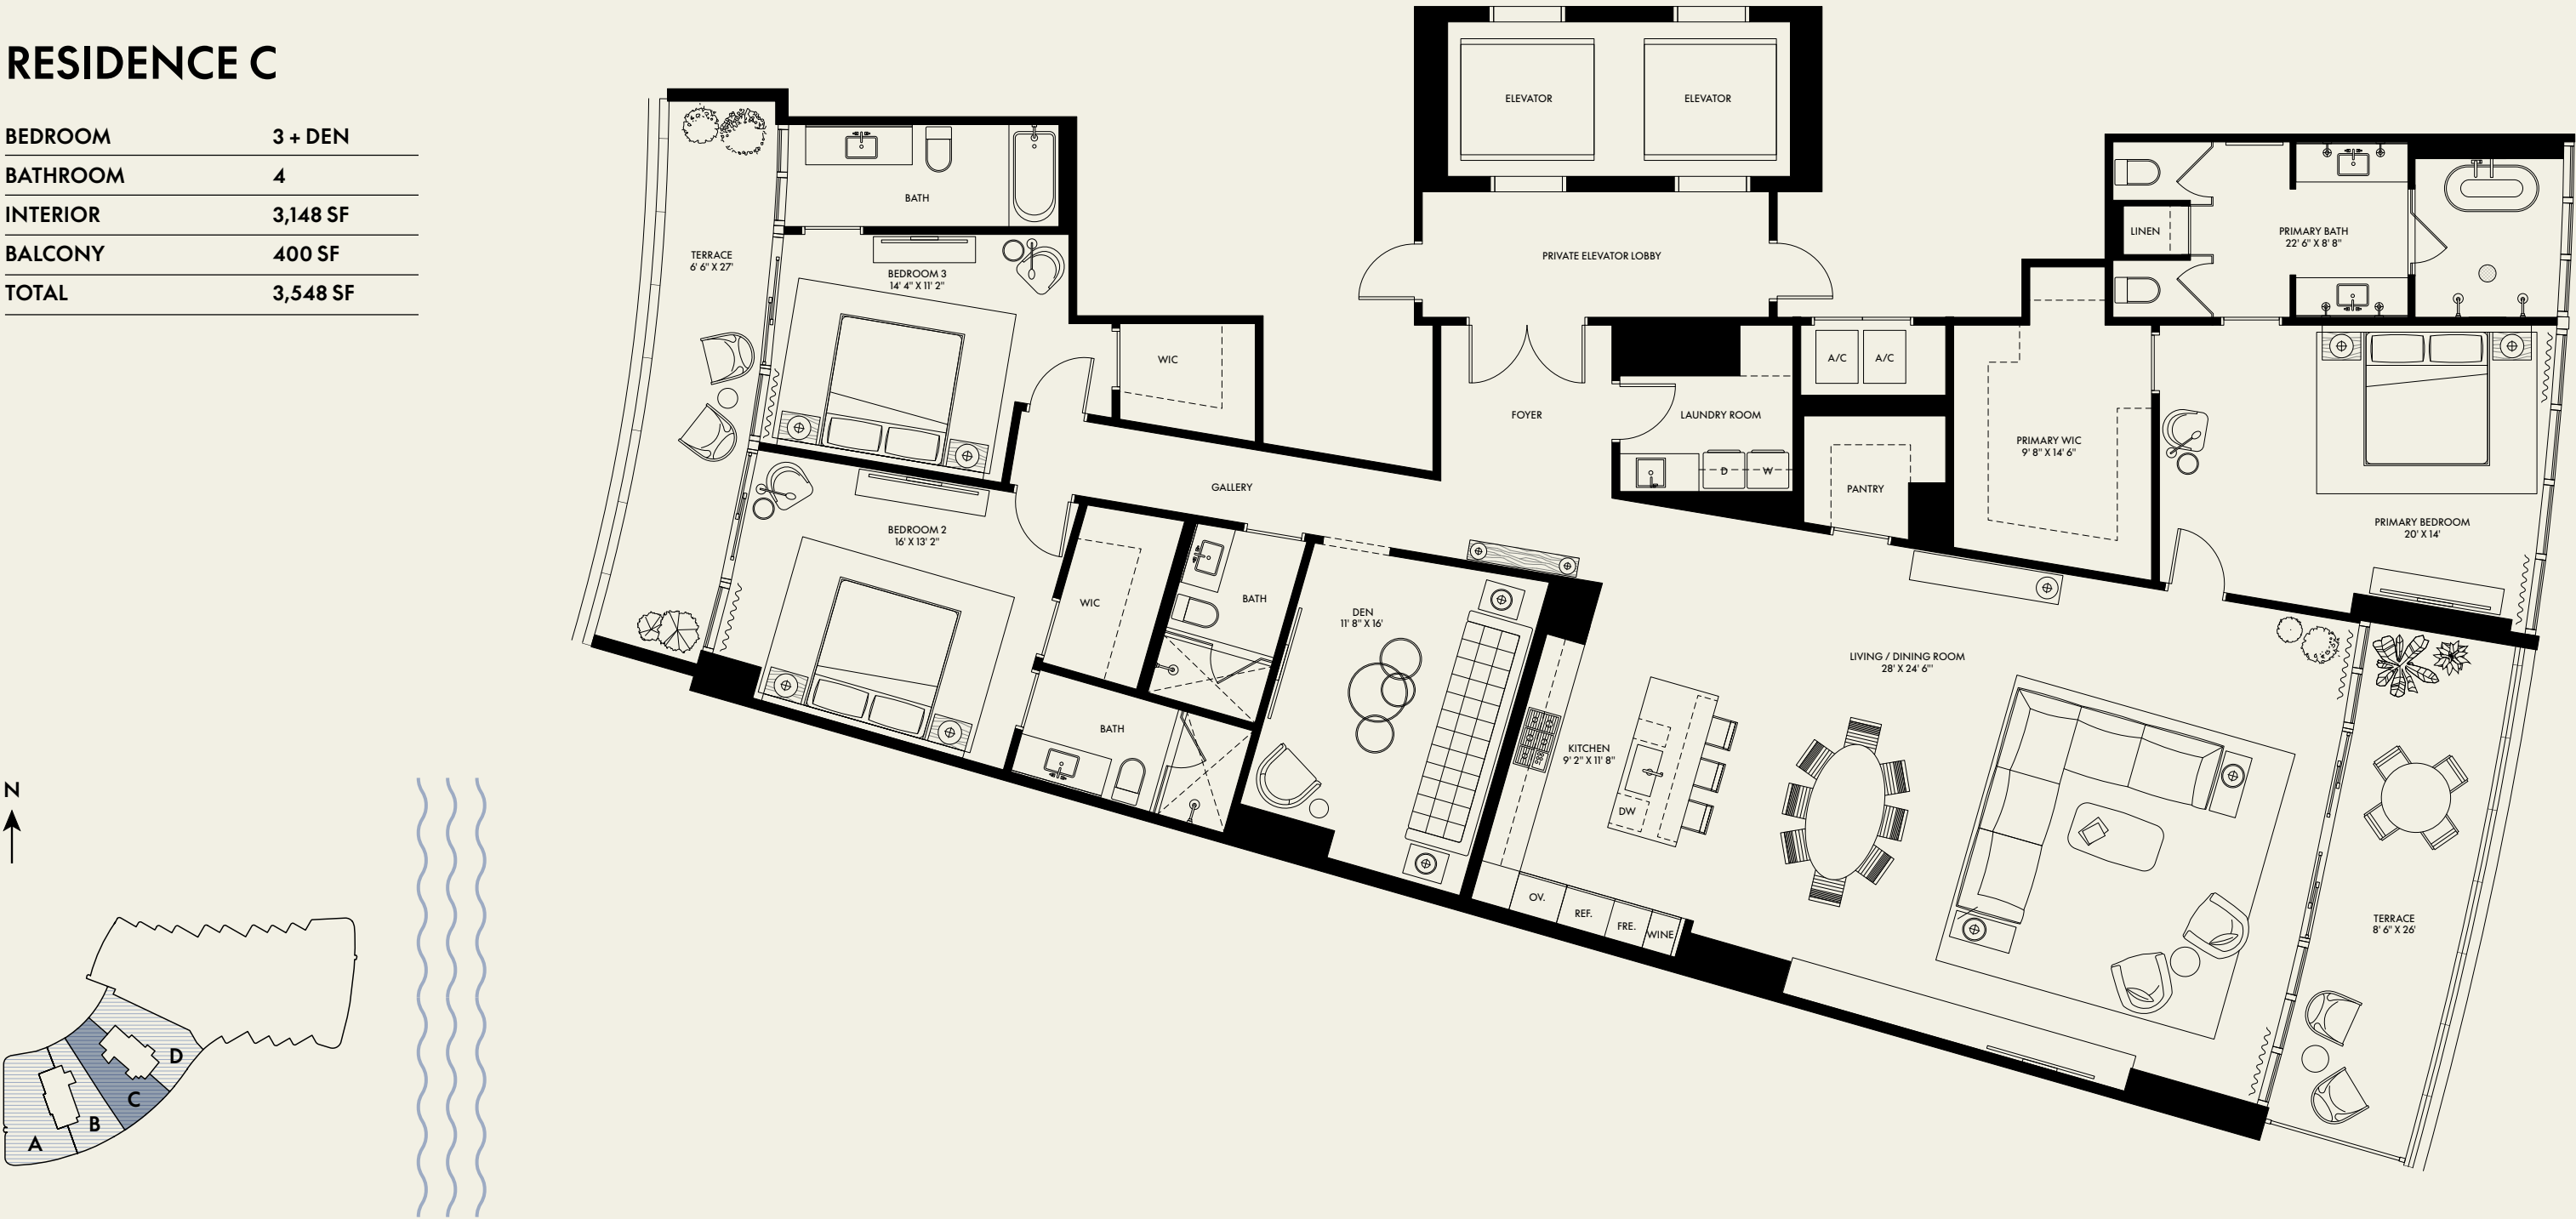 RESIDENCE C
BEDROOM 3 + DEN
BATHROOM 4
INTERIOR 3,148 SF
BALCONY 400 SF
TOTAL 3,548 SF
ELEVATOR
ELEVATOR
PRIVATE ELEVATOR LOBBY
BATH
TERRACE
6' 6" X 27'
BEDROOM 3
14' 4" X 11' 2"
WIC
LINEN
PRIMARY BATH
22' 6" X 8' 8"
A/C
A/C
FOYER
LAUNDRY ROOM
D
W
PANTRY
PRIMARY WIC
9' 8" X 14' 6"
PRIMARY BEDROOM
20' X 14'
GALLERY
BEDROOM 2
16' X 13' 2"
WIC
BATH
DEN
11' 8" X 16'
BATH
KITCHEN
9' 2" X 11' 8"
DW
OV.
REF.
FRE.
WINE
LIVING / DINING ROOM
28' X 24' 6"
TERRACE
8' 6" X 26'
N
D
C
B
A